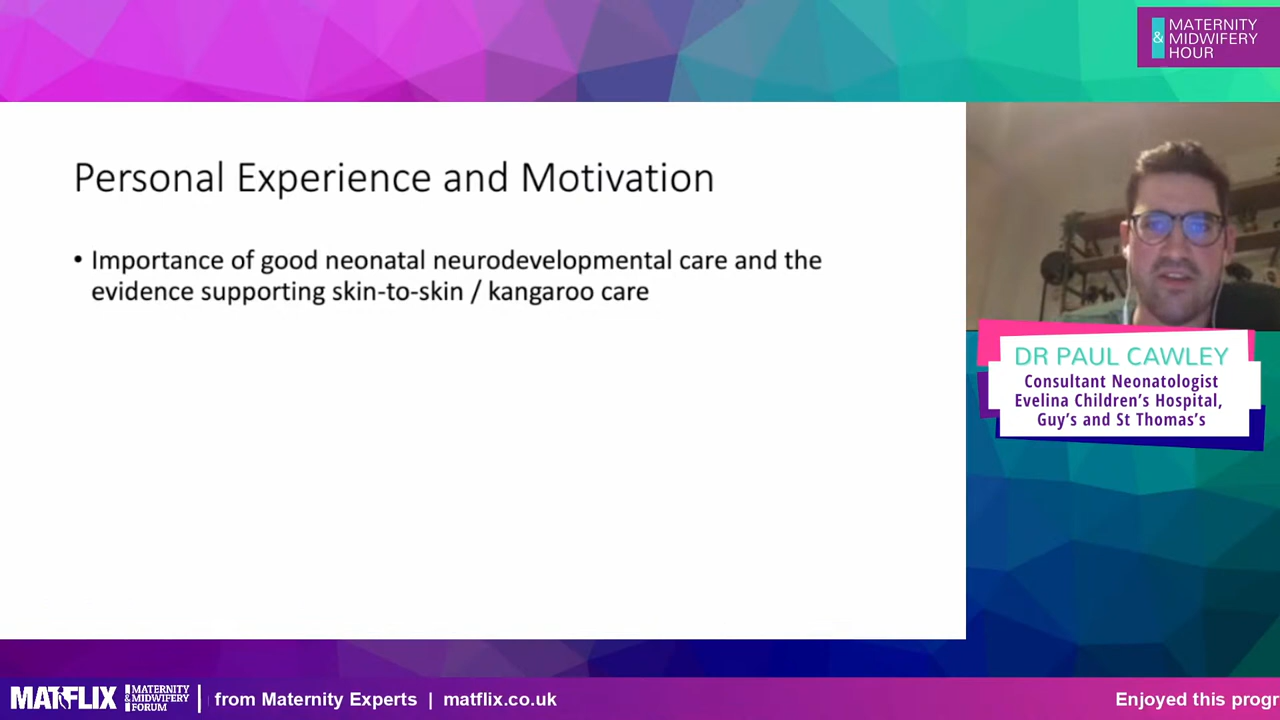 MATERNITY
& MIDWIFERY
HOUR
Personal Experience and Motivation
• Importance of good neonatal neurodevelopmental care and the
evidence supporting skin-to-skin / kangaroo care
DR PAUL CAWLEY
Consultant Neonatologist
Evelina Children's Hospital,
Guy's and St Thomas's
MATFLIX
MATERNITY
& MIDWIFERY
FORUM
from Maternity Experts | matflix.co.uk
Enjoyed this progr